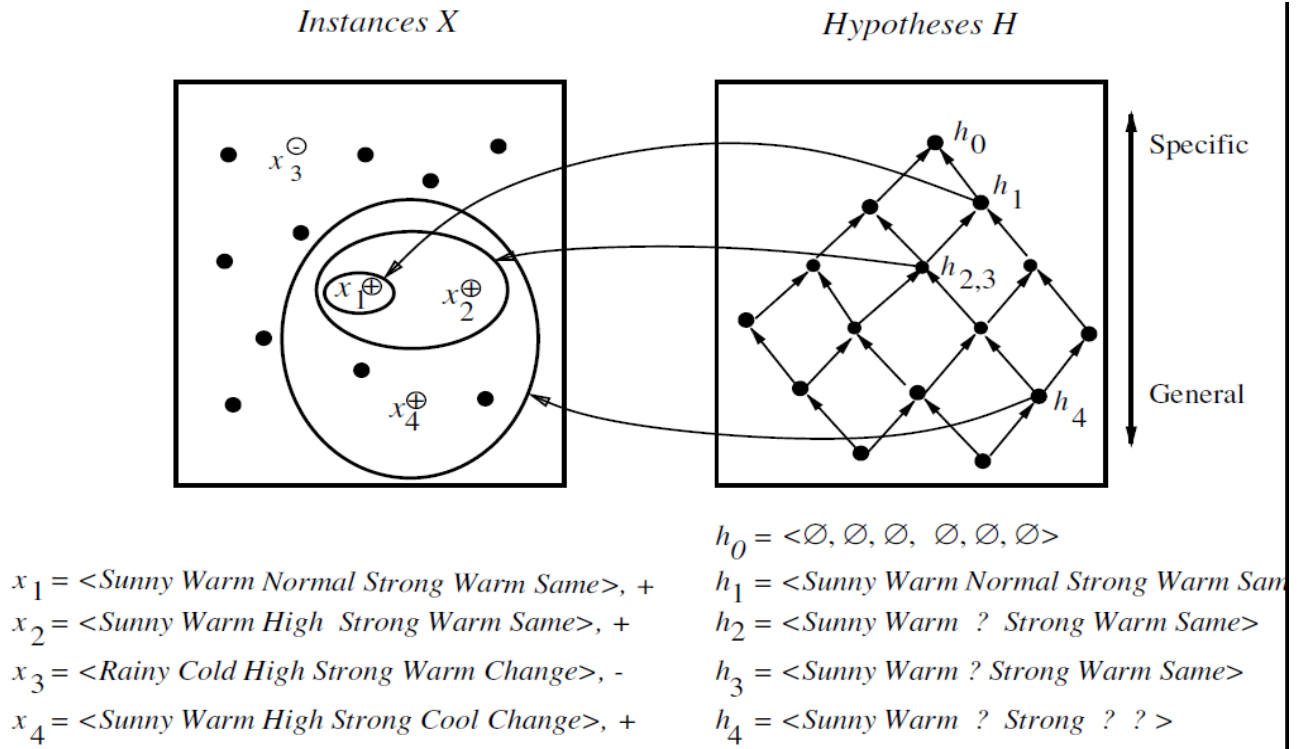 Instances X
Hypotheses H
x3 ⊖
h0
Specific
h1
x1 ⊕
x2 ⊕
h2,3
x4 ⊕
h4
General
h0 = <∅, ∅, ∅, ∅, ∅, ∅>
x1 = <Sunny Warm Normal Strong Warm Same>, +
h1 = <Sunny Warm Normal Strong Warm Sam
x2 = <Sunny Warm High Strong Warm Same>, +
h2 = <Sunny Warm ? Strong Warm Same>
x3 = <Rainy Cold High Strong Warm Change>, -
h3 = <Sunny Warm ? Strong Warm Same>
x4 = <Sunny Warm High Strong Cool Change>, +
h4 = <Sunny Warm ? Strong ? ? >